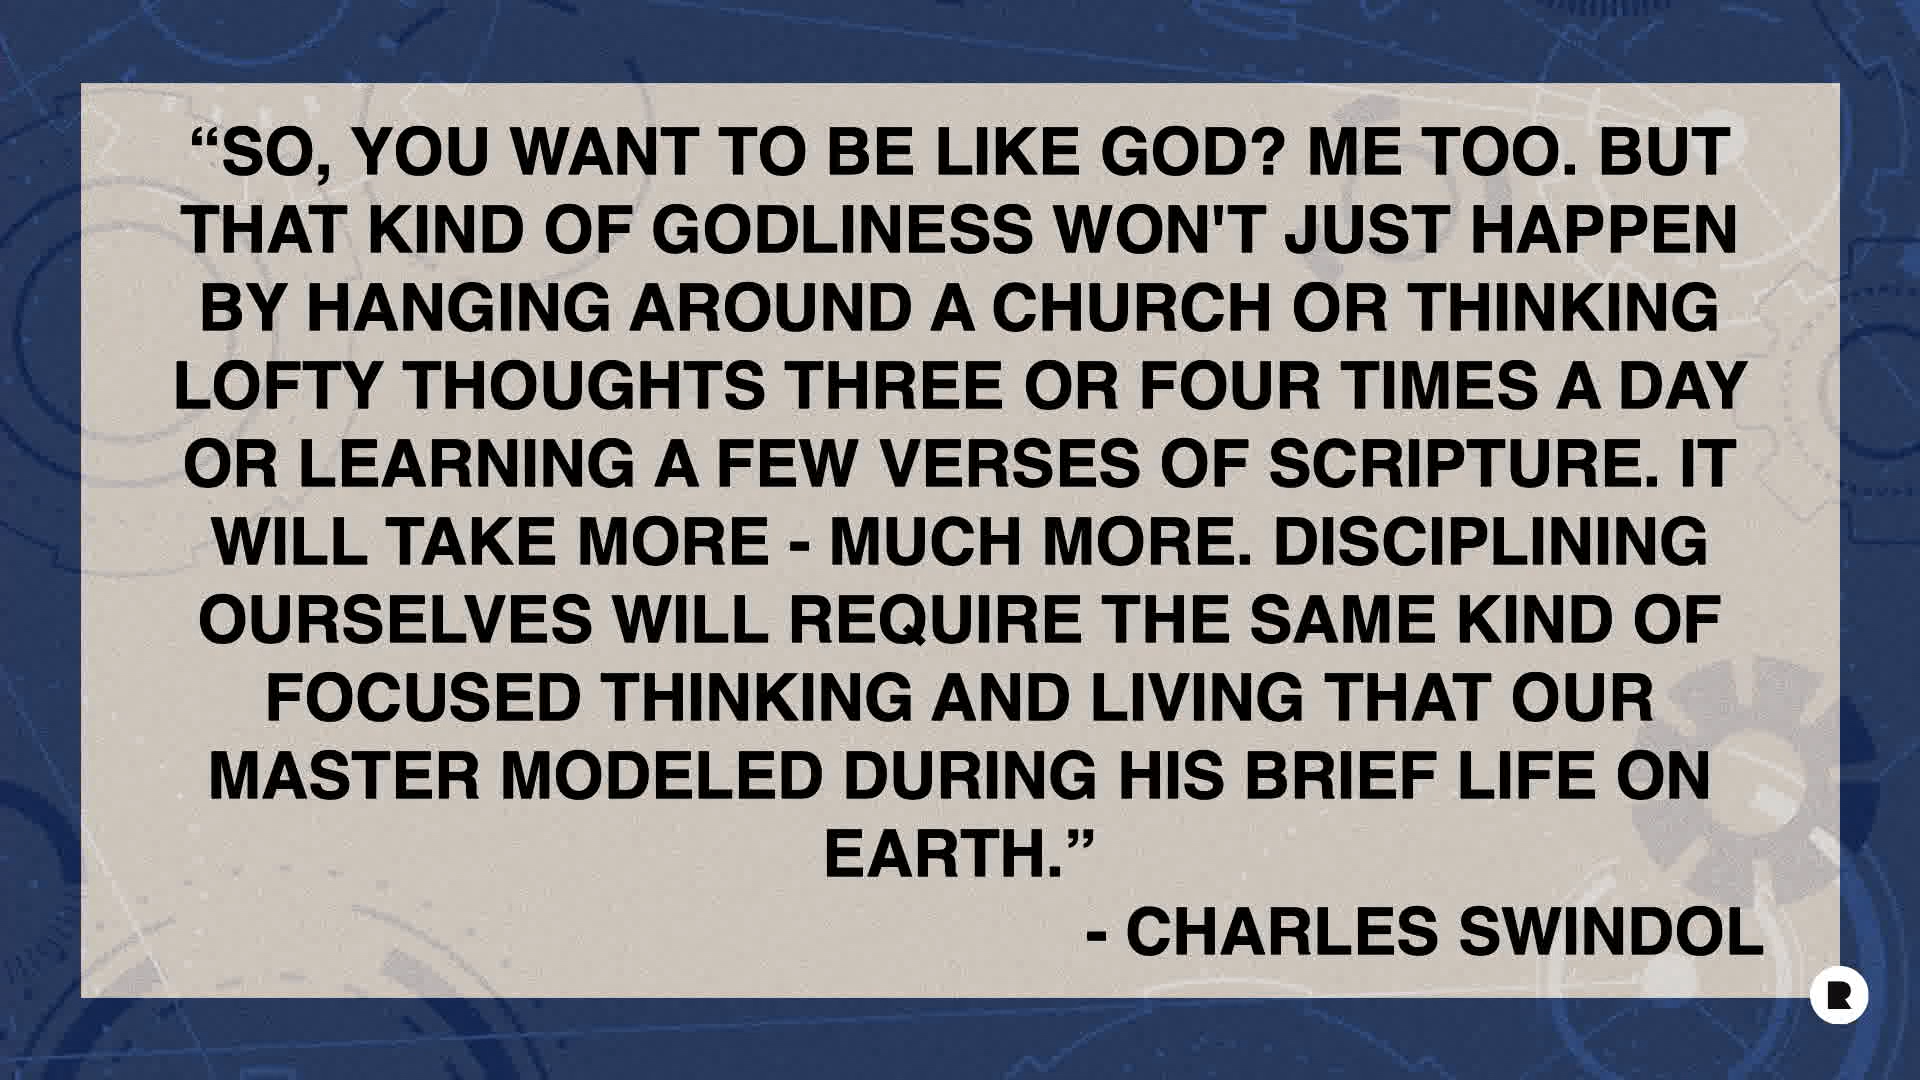 “SO, YOU WANT TO BE LIKE GOD? ME TOO. BUT
THAT KIND OF GODLINESS WON'T JUST HAPPEN
BY HANGING AROUND A CHURCH OR THINKING
LOFTY THOUGHTS THREE OR FOUR TIMES A DAY
OR LEARNING A FEW VERSES OF SCRIPTURE. IT
WILL TAKE MORE - MUCH MORE. DISCIPLINING
OURSELVES WILL REQUIRE THE SAME KIND OF
FOCUSED THINKING AND LIVING THAT OUR
MASTER MODELED DURING HIS BRIEF LIFE ON
EARTH.”
- CHARLES SWINDOL
R